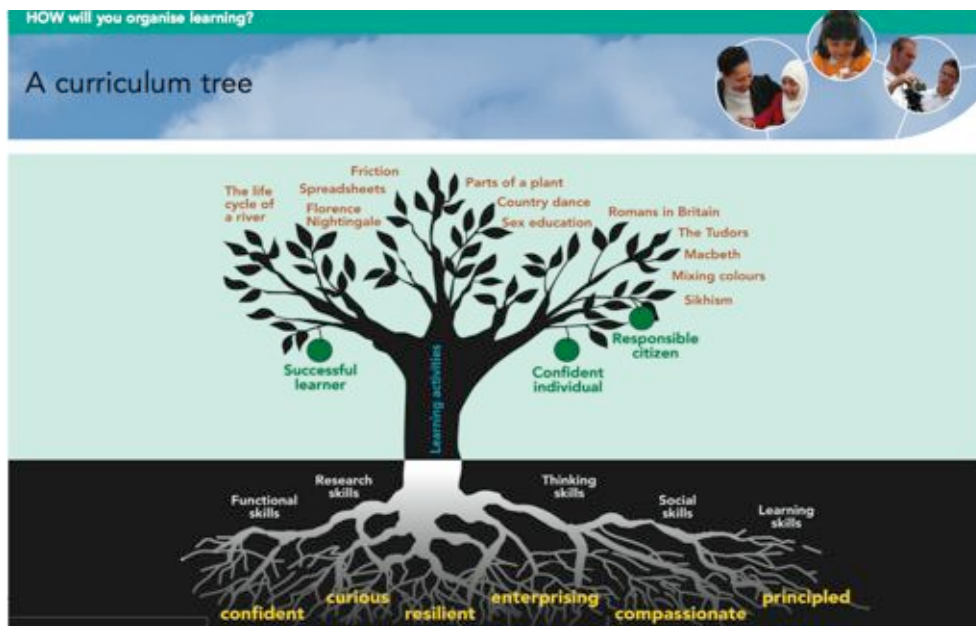 HOW will you organise learning?
A curriculum tree
Friction
Parts of a plant
The life
cycle of
a river
Spreadsheets
Country dance
Florence
Nightingale
Sex education
Romans in Britain
The Tudors
Macbeth
Mixing colours
Sikhism
Responsible
citizen
Successful
learner
Confident
individual
Learning activities
Research
skills
Thinking
skills
Functional
skills
Social
skills
Learning
skills
confident
curious
resilient
enterprising
compassionate
principled